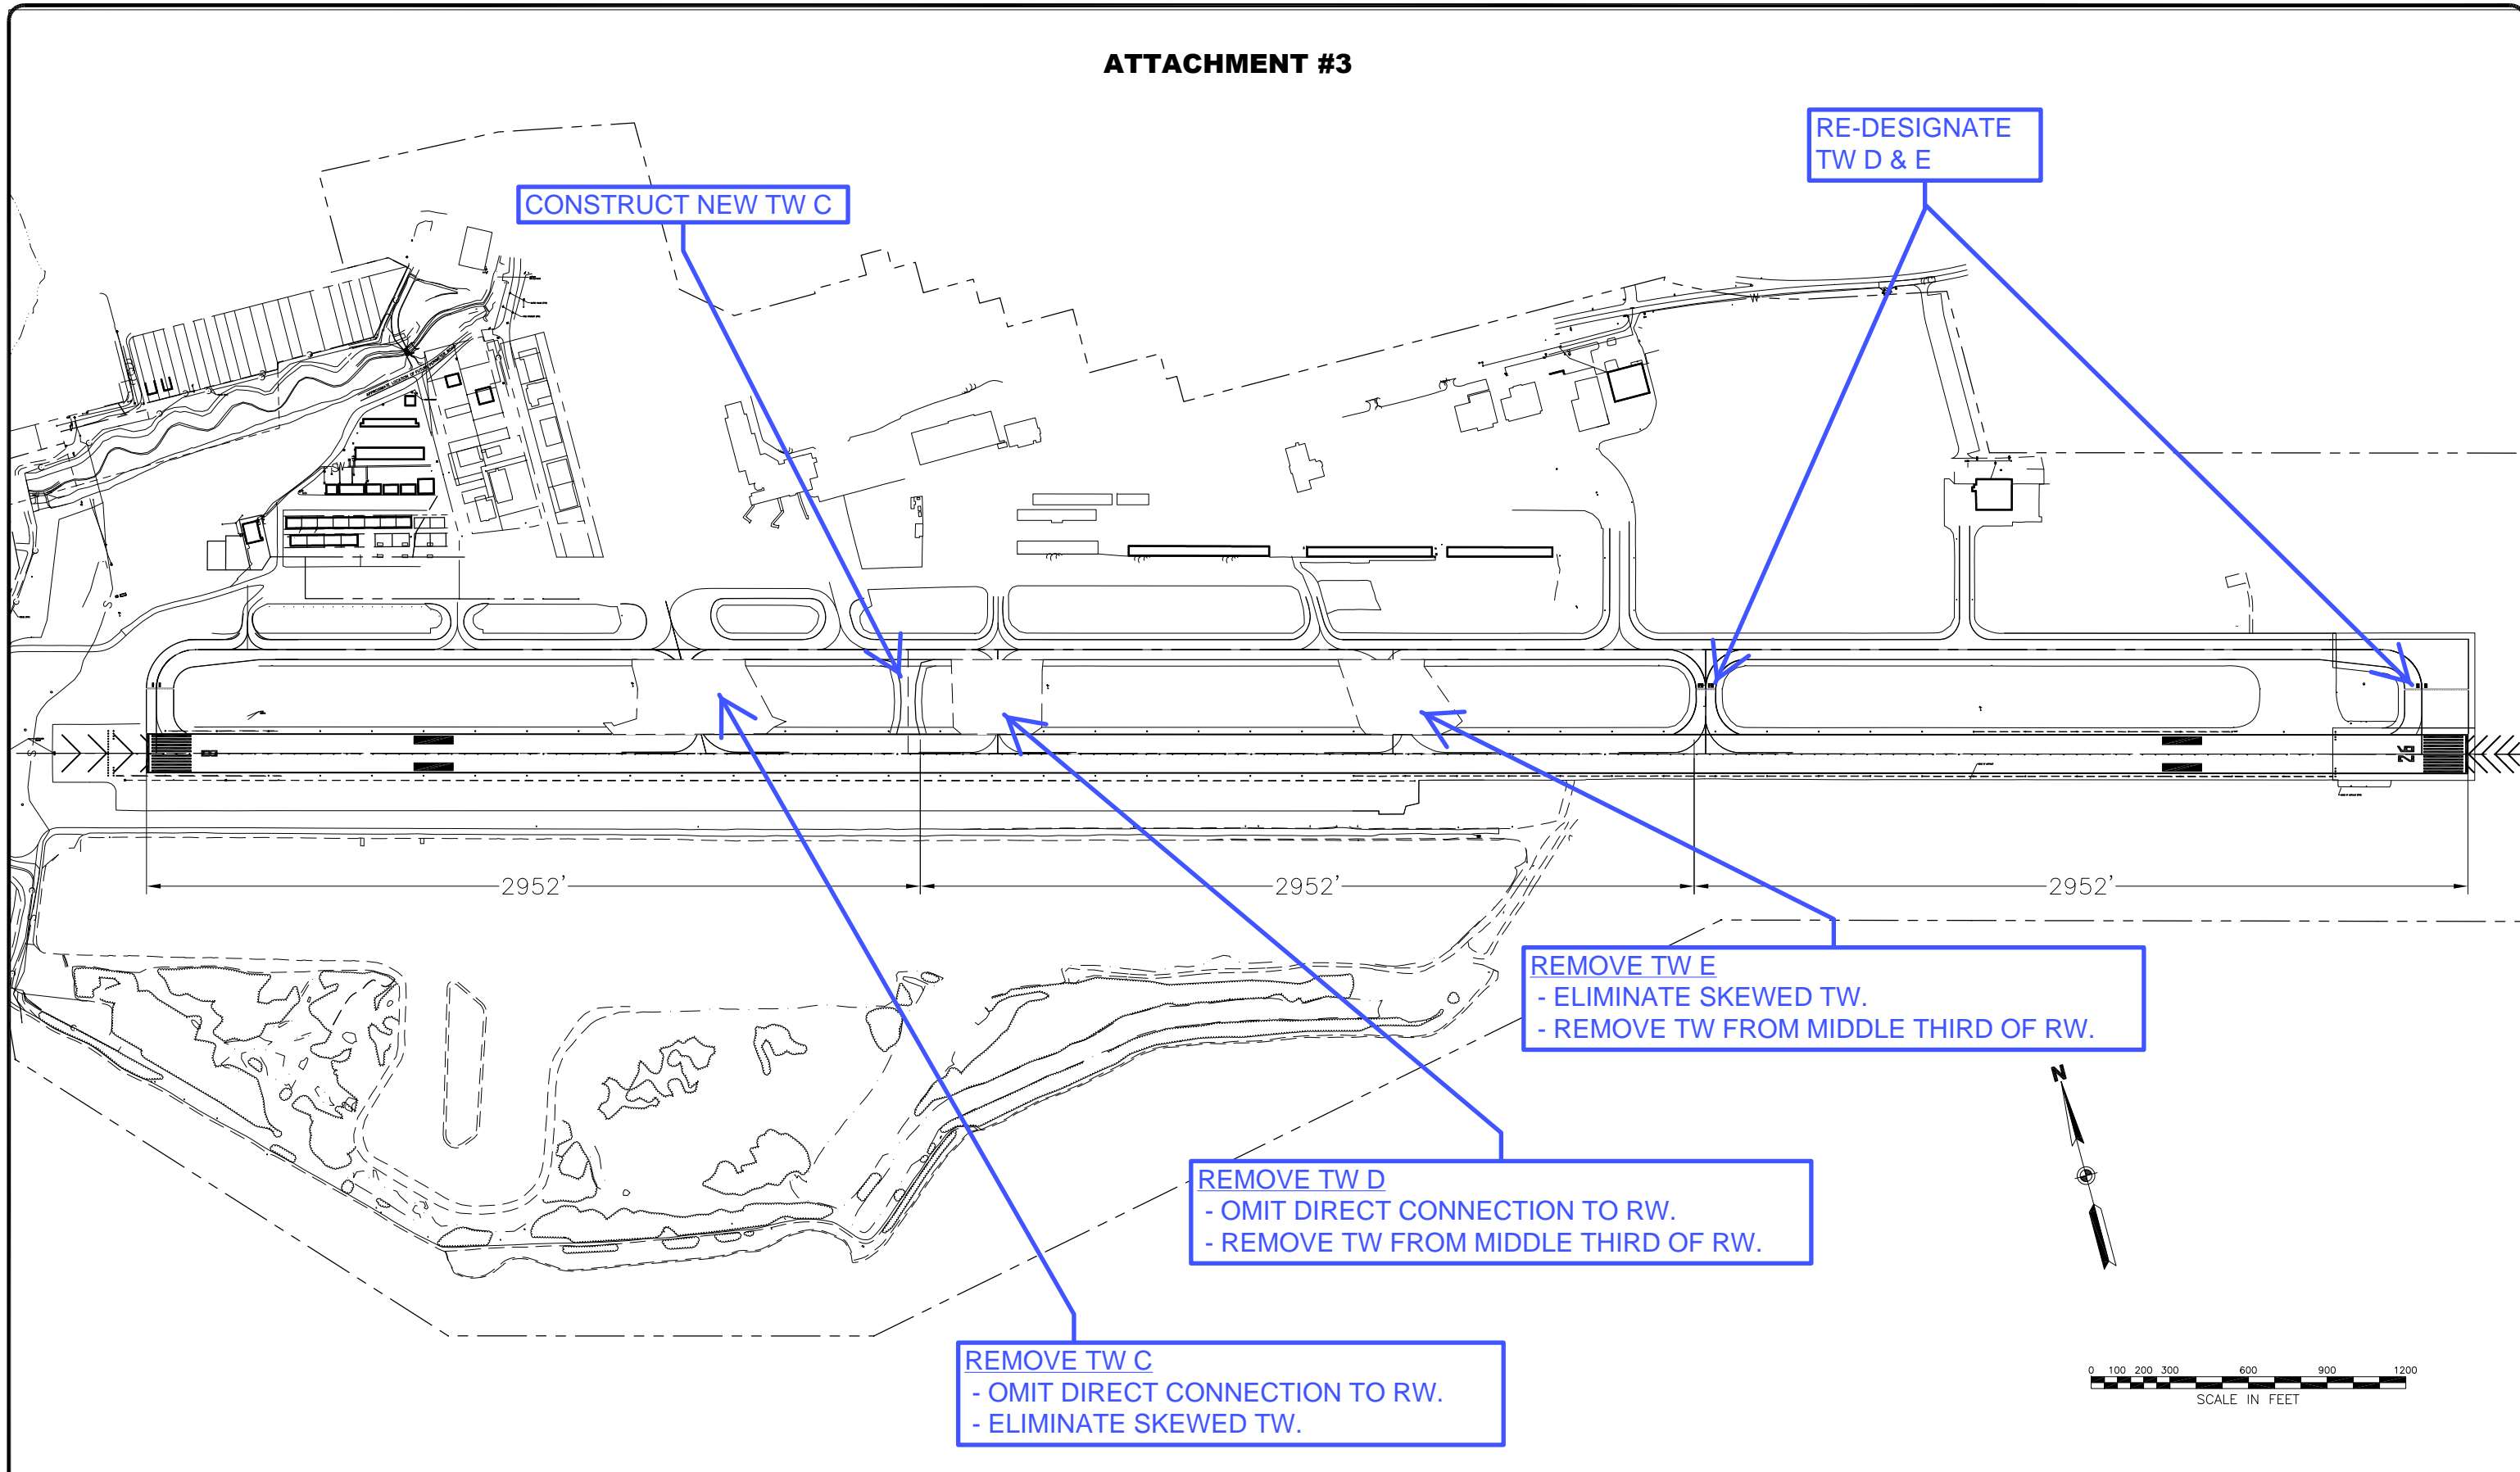 ATTACHMENT #3
RE-DESIGNATE
TW D & E
CONSTRUCT NEW TW C
W
SW
S
S
8
26
2952'
2952'
2952'
REMOVE TW E
- ELIMINATE SKEWED TW.
- REMOVE TW FROM MIDDLE THIRD OF RW.
N
REMOVE TW D
- OMIT DIRECT CONNECTION TO RW.
- REMOVE TW FROM MIDDLE THIRD OF RW.
REMOVE TW C
- OMIT DIRECT CONNECTION TO RW.
- ELIMINATE SKEWED TW.
0 100 200 300 600 900 1200
SCALE IN FEET